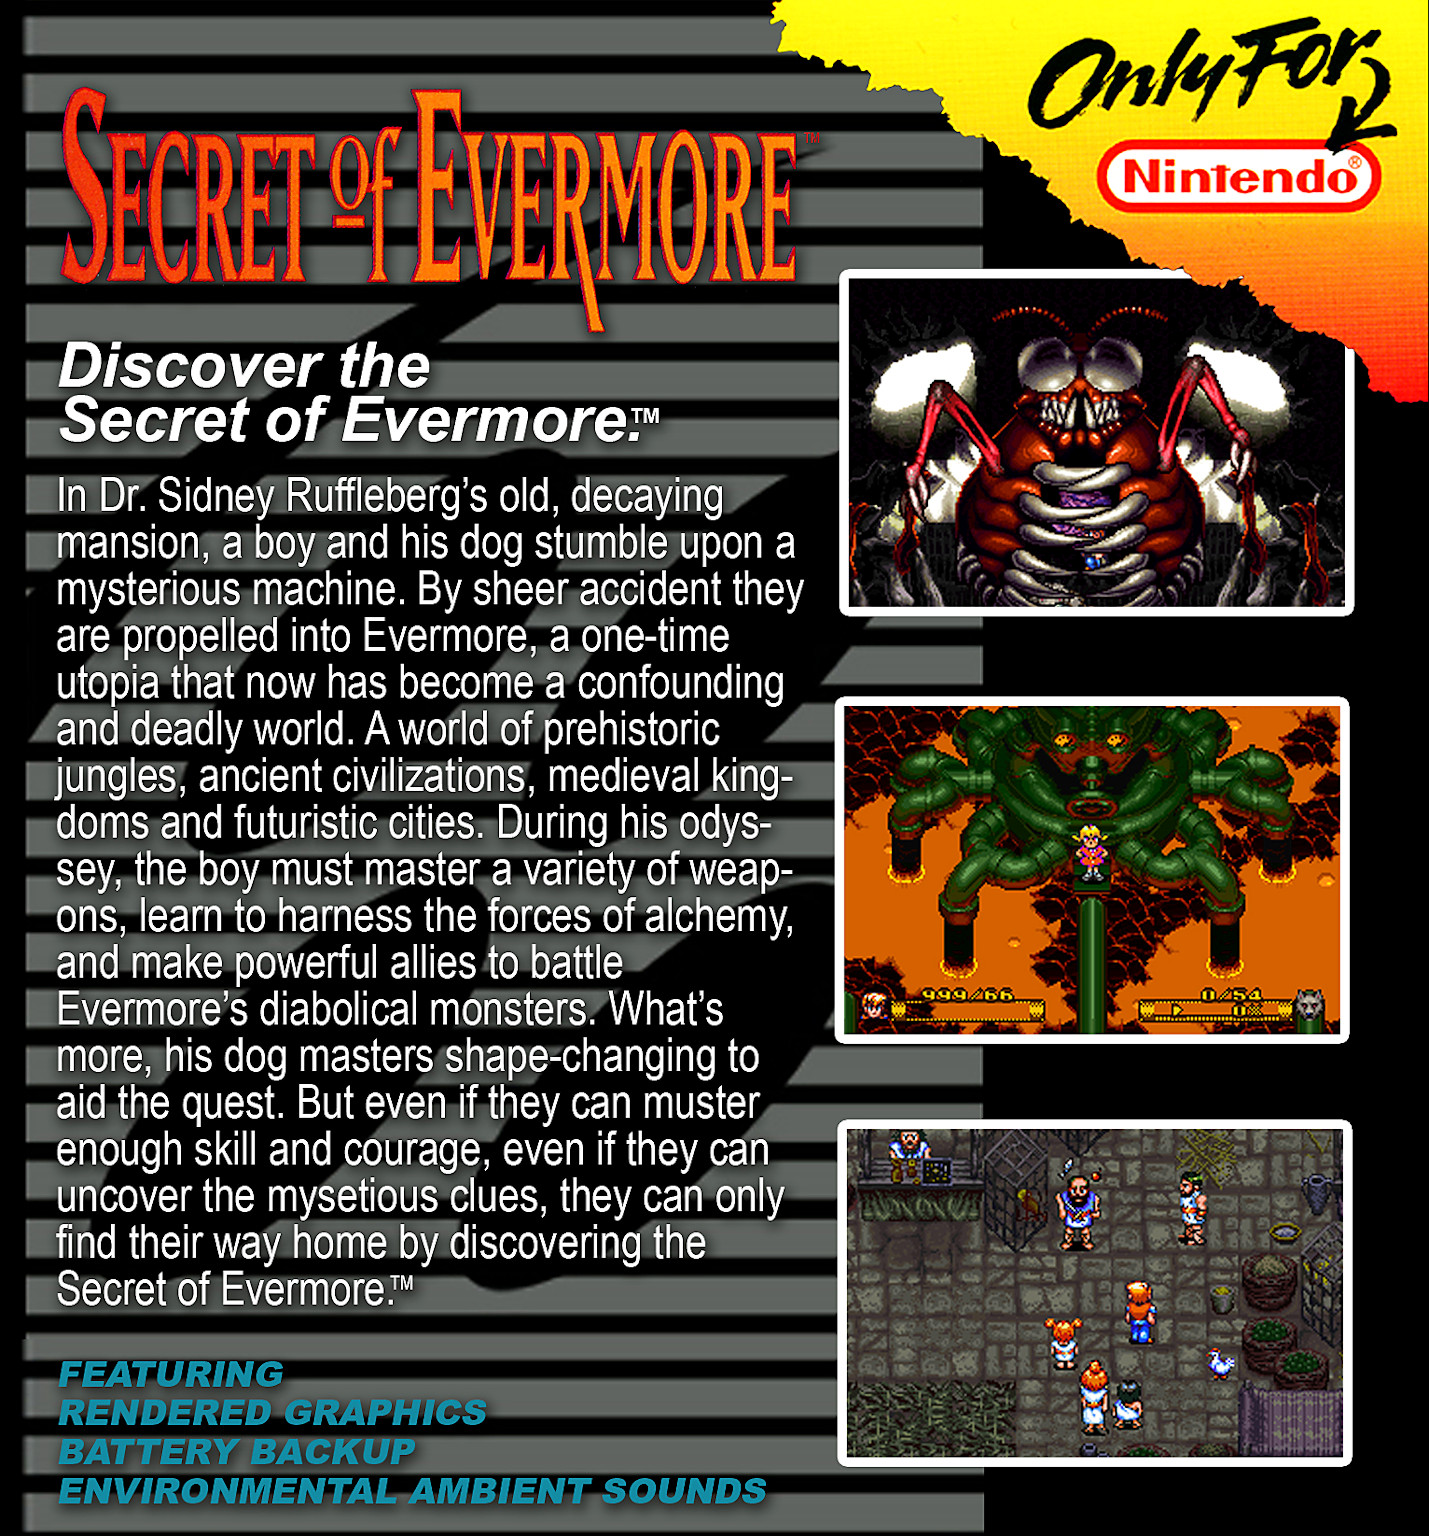 Only For
Nintendo®
SECRET OF EVERMORE™
Discover the
Secret of Evermore.™
In Dr. Sidney Ruffleberg's old, decaying
mansion, a boy and his dog stumble upon a
mysterious machine. By sheer accident they
are propelled into Evermore, a one-time
utopia that now has become a confounding
and deadly world. A world of prehistoric
jungles, ancient civilizations, medieval king-
doms and futuristic cities. During his odys-
sey, the boy must master a variety of weap-
ons, learn to harness the forces of alchemy,
and make powerful allies to battle
Evermore's diabolical monsters. What's
more, his dog masters shape-changing to
aid the quest. But even if they can muster
enough skill and courage, even if they can
uncover the mysetious clues, they can only
find their way home by discovering the
Secret of Evermore.™
FEATURING
RENDERED GRAPHICS
BATTERY BACKUP
ENVIRONMENTAL AMBIENT SOUNDS
999/66
0/54